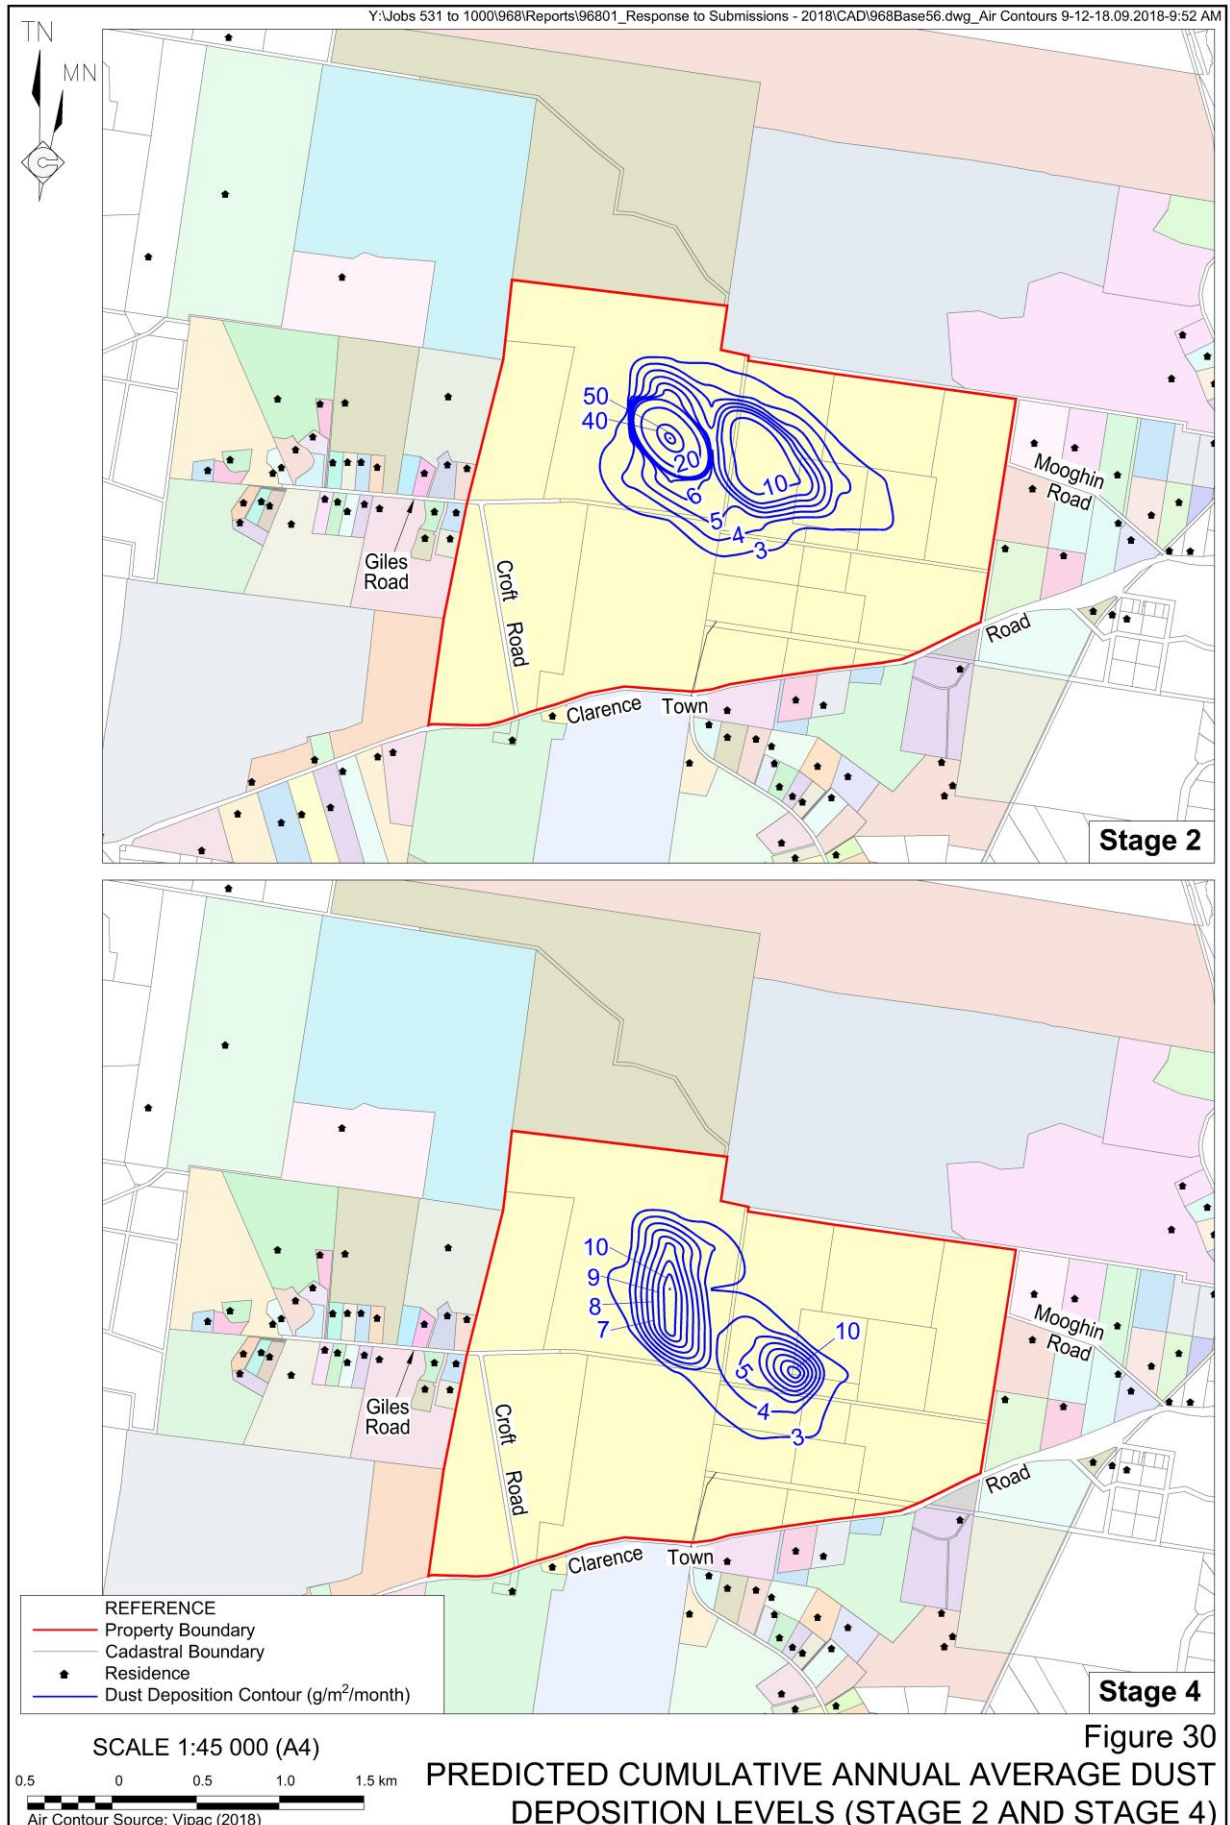 Y:\Jobs 531 to 1000\968\Reports\96801_Response to Submissions - 2018\CAD\968Base56.dwg_Air Contours 9-12-18.09.2018-9:52 AM
TN
MN
50
40
20
10
6
5
4
3
Mooghin
Road
Giles
Road
Croft
Road
Road
Clarence Town
Stage 2
10
9
8
7
10
5
4
3
Mooghin
Road
Giles
Road
Croft
Road
Road
Clarence Town
Stage 4
REFERENCE
Property Boundary
Cadastral Boundary
Residence
Dust Deposition Contour (g/m²/month)
SCALE 1:45 000 (A4)
0.5 0 0.5 1.0 1.5 km
Air Contour Source: Vipac (2018)
Figure 30
PREDICTED CUMULATIVE ANNUAL AVERAGE DUST
DEPOSITION LEVELS (STAGE 2 AND STAGE 4)